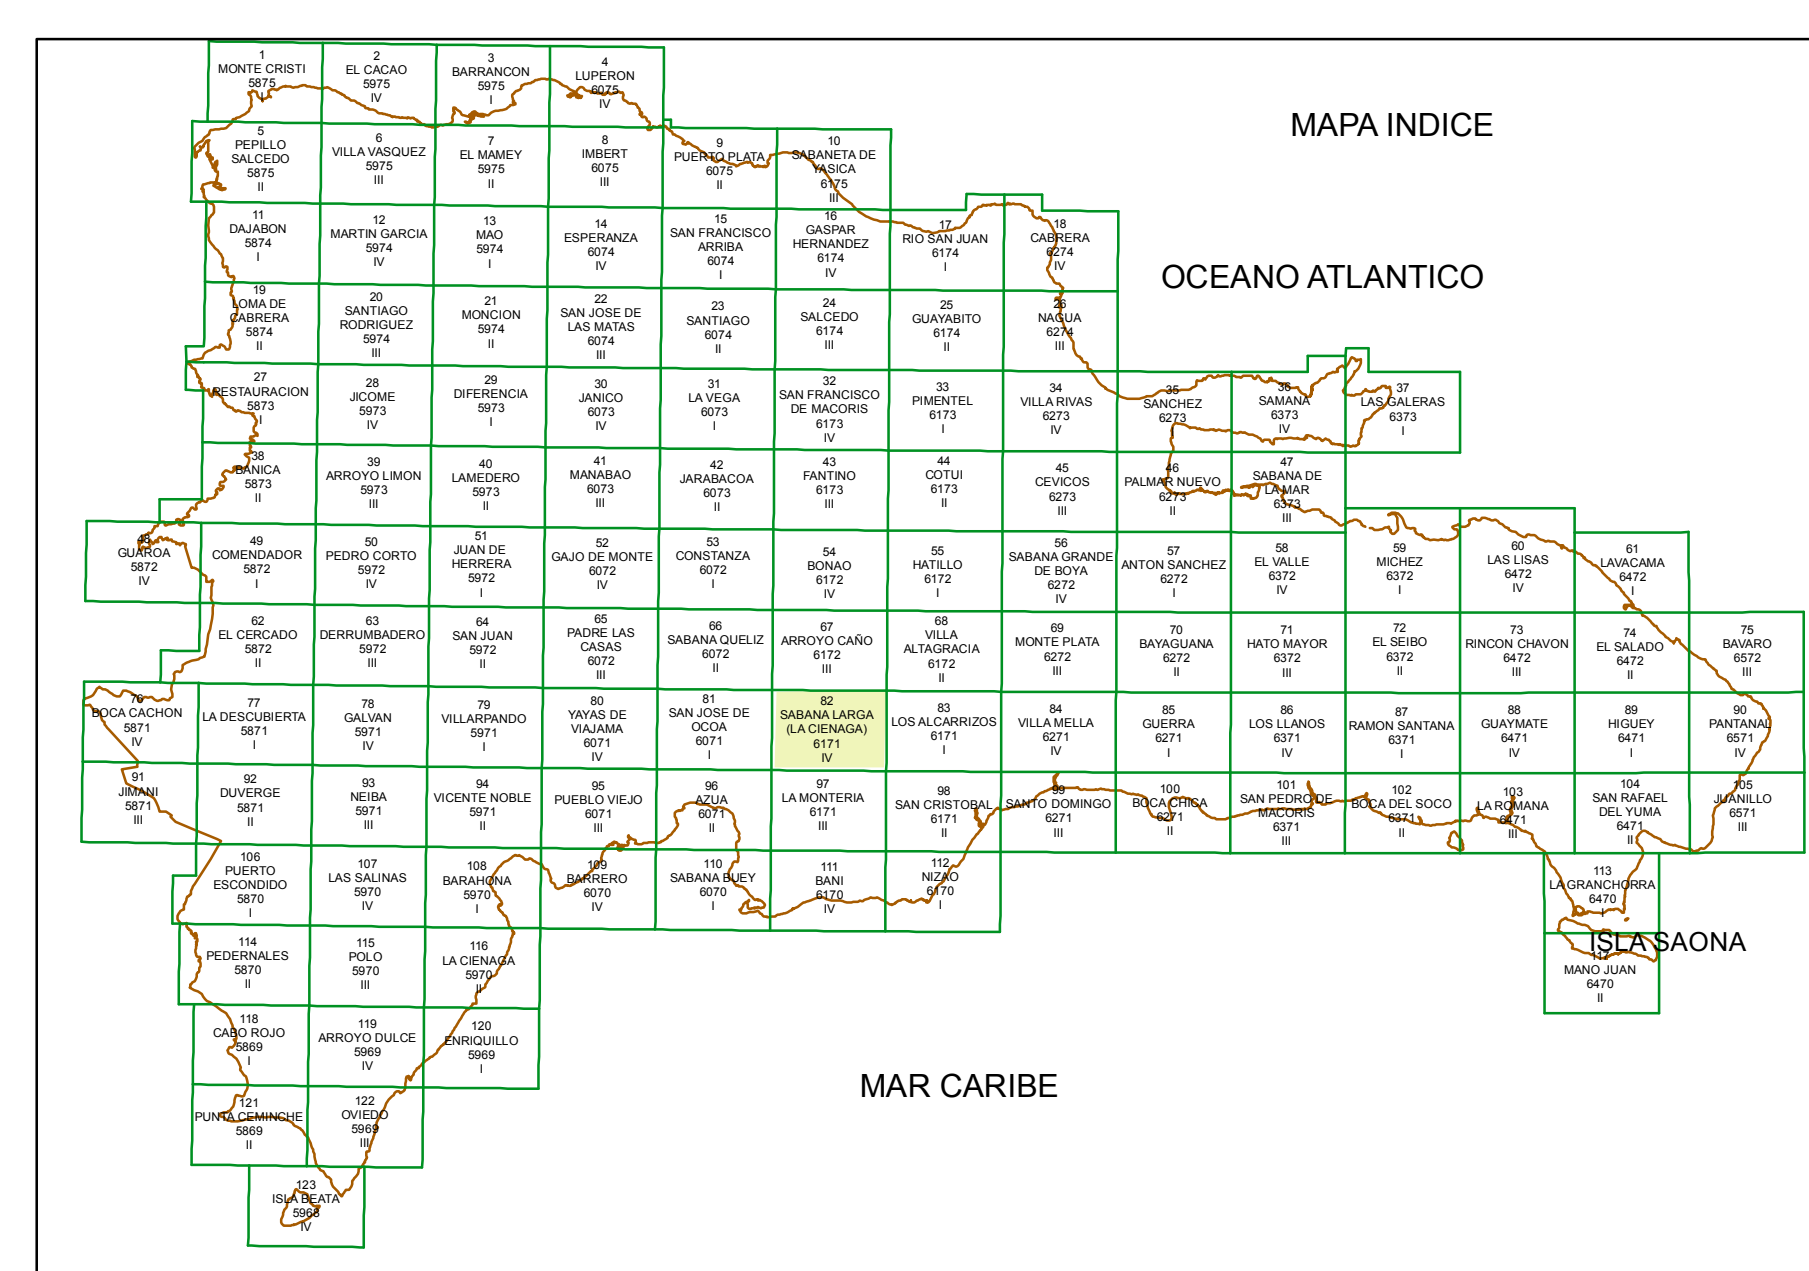 MAPA INDICE
OCEANO ATLANTICO
MAR CARIBE
ISLA SAONA
1
MONTE CRISTI
5875
I
2
EL CACAO
5975
IV
3
BARRANCON
5975
I
4
LUPERON
6075
IV
5
PEPILLO
SALCEDO
5875
II
6
VILLA VASQUEZ
5975
III
7
EL MAMEY
5975
II
8
IMBERT
6075
III
9
PUERTO PLATA
6075
II
10
SABANETA DE
YASICA
6175
III
11
DAJABON
5874
I
12
MARTIN GARCIA
5974
IV
13
MAO
5974
I
14
ESPERANZA
6074
IV
15
SAN FRANCISCO
ARRIBA
6074
I
16
GASPAR
HERNANDEZ
6174
IV
17
RIO SAN JUAN
6174
I
18
CABRERA
6274
IV
19
LOMA DE
CABRERA
5874
II
20
SANTIAGO
RODRIGUEZ
5974
III
21
MONCION
5974
II
22
SAN JOSE DE
LAS MATAS
6074
III
23
SANTIAGO
6074
II
24
SALCEDO
6174
III
25
GUAYABITO
6174
II
26
NAGUA
6274
III
27
RESTAURACION
5873
I
28
JICOME
5973
IV
29
DIFERENCIA
5973
I
30
JANICO
6073
IV
31
LA VEGA
6073
I
32
SAN FRANCISCO
DE MACORIS
6173
IV
33
PIMENTEL
6173
I
34
VILLA RIVAS
6273
IV
35
SANCHEZ
6273
I
36
SAMANA
6373
IV
37
LAS GALERAS
6373
I
38
BANICA
5873
II
39
ARROYO LIMON
5973
III
40
LAMEDERO
5973
II
41
MANABAO
6073
III
42
JARABACOA
6073
II
43
FANTINO
6173
III
44
COTUI
6173
II
45
CEVICOS
6273
III
46
PALMAR NUEVO
6273
II
47
SABANA DE
LA MAR
6373
III
48
GUAROA
5872
IV
49
COMENDADOR
5872
I
50
PEDRO CORTO
5972
IV
51
JUAN DE
HERRERA
5972
I
52
GAJO DE MONTE
6072
IV
53
CONSTANZA
6072
I
54
BONAO
6172
IV
55
HATILLO
6172
I
56
SABANA GRANDE
DE BOYA
6272
IV
57
ANTON SANCHEZ
6272
I
58
EL VALLE
6372
IV
59
MICHEZ
6372
I
60
LAS LISAS
6472
IV
61
LAVACAMA
6472
I
62
EL CERCADO
5872
II
63
DERRUMBADERO
5972
III
64
SAN JUAN
5972
II
65
PADRE LAS
CASAS
6072
III
66
SABANA QUELIZ
6072
II
67
ARROYO CAÑO
6172
III
68
VILLA
ALTAGRACIA
6172
II
69
MONTE PLATA
6272
III
70
BAYAGUANA
6272
II
71
HATO MAYOR
6372
III
72
EL SEIBO
6372
II
73
RINCON CHAVON
6472
III
74
EL SALADO
6472
II
75
BAVARO
6572
III
76
BOCA CACHON
5871
IV
77
LA DESCUBIERTA
5871
I
78
GALVAN
5971
IV
79
VILLARPANDO
5971
I
80
YAYAS DE
VIAJAMA
6071
IV
81
SAN JOSE DE
OCOA
6071
I
82
SABANA LARGA
(LA CIENAGA)
6171
IV
83
LOS ALCARRIZOS
6171
I
84
VILLA MELLA
6271
IV
85
GUERRA
6271
I
86
LOS LLANOS
6371
IV
87
RAMON SANTANA
6371
I
88
GUAYMATE
6471
IV
89
HIGUEY
6471
I
90
PANTANAL
6571
IV
91
JIMANI
5871
III
92
DUVERGE
5871
II
93
NEIBA
5971
III
94
VICENTE NOBLE
5971
II
95
PUEBLO VIEJO
6071
III
96
AZUA
6071
II
97
LA MONTERIA
6171
III
98
SAN CRISTOBAL
6171
II
99
SANTO DOMINGO
6271
III
100
BOCA CHICA
6271
II
101
SAN PEDRO DE
MACORIS
6371
III
102
BOCA DEL SOCO
6371
II
103
LA ROMANA
6471
III
104
SAN RAFAEL
DEL YUMA
6471
II
105
JUANILLO
6571
III
106
PUERTO
ESCONDIDO
5870
I
107
LAS SALINAS
5970
IV
108
BARAHONA
5970
I
109
BARRERO
6070
IV
110
SABANA BUEY
6070
I
111
BANI
6170
IV
112
NIZAO
6170
I
113
LA GRANCHORRA
6470
I
114
PEDERNALES
5870
II
115
POLO
5970
III
116
LA CIENAGA
5970
II
117
MANO JUAN
6470
II
118
CABO ROJO
5869
I
119
ARROYO DULCE
5969
IV
120
ENRIQUILLO
5969
I
121
PUNTA CEMINCHE
5869
II
122
OVIEDO
5969
III
123
ISLA BEATA
5968
IV